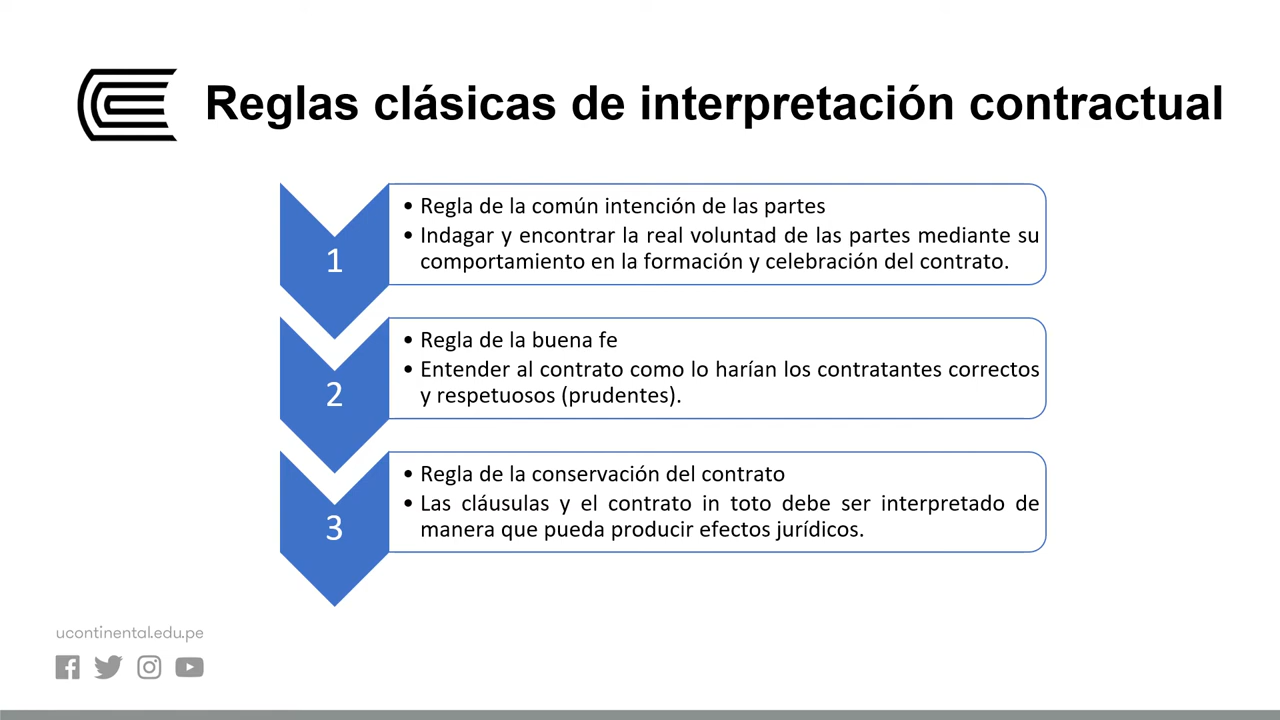 Reglas clásicas de interpretación contractual
1
• Regla de la común intención de las partes
• Indagar y encontrar la real voluntad de las partes mediante su
comportamiento en la formación y celebración del contrato.
2
• Regla de la buena fe
• Entender al contrato como lo harían los contratantes correctos
y respetuosos (prudentes).
3
• Regla de la conservación del contrato
• Las cláusulas y el contrato in toto debe ser interpretado de
manera que pueda producir efectos jurídicos.
ucontinental.edu.pe